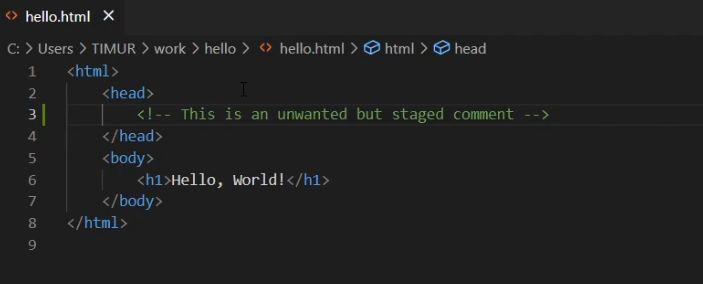 hello.html
C: > Users > TIMUR > work > hello > hello.html > html > head
1 <html>
2 <head>
3 <!-- This is an unwanted but staged comment -->
4 </head>
5 <body>
6 <h1>Hello, World!</h1>
7 </body>
8 </html>
9